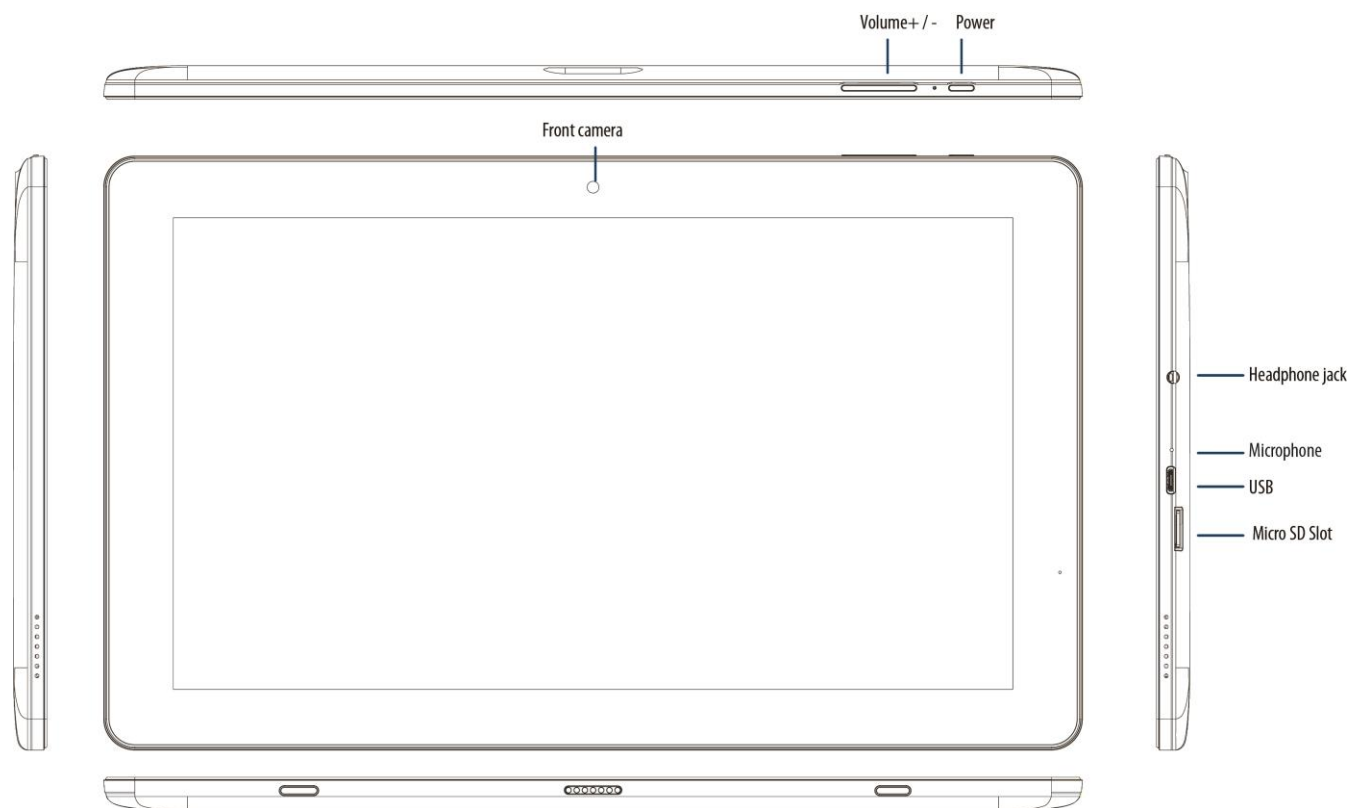 Volume+ / -
Power
Front camera
Headphone jack
Microphone
USB
Micro SD Slot